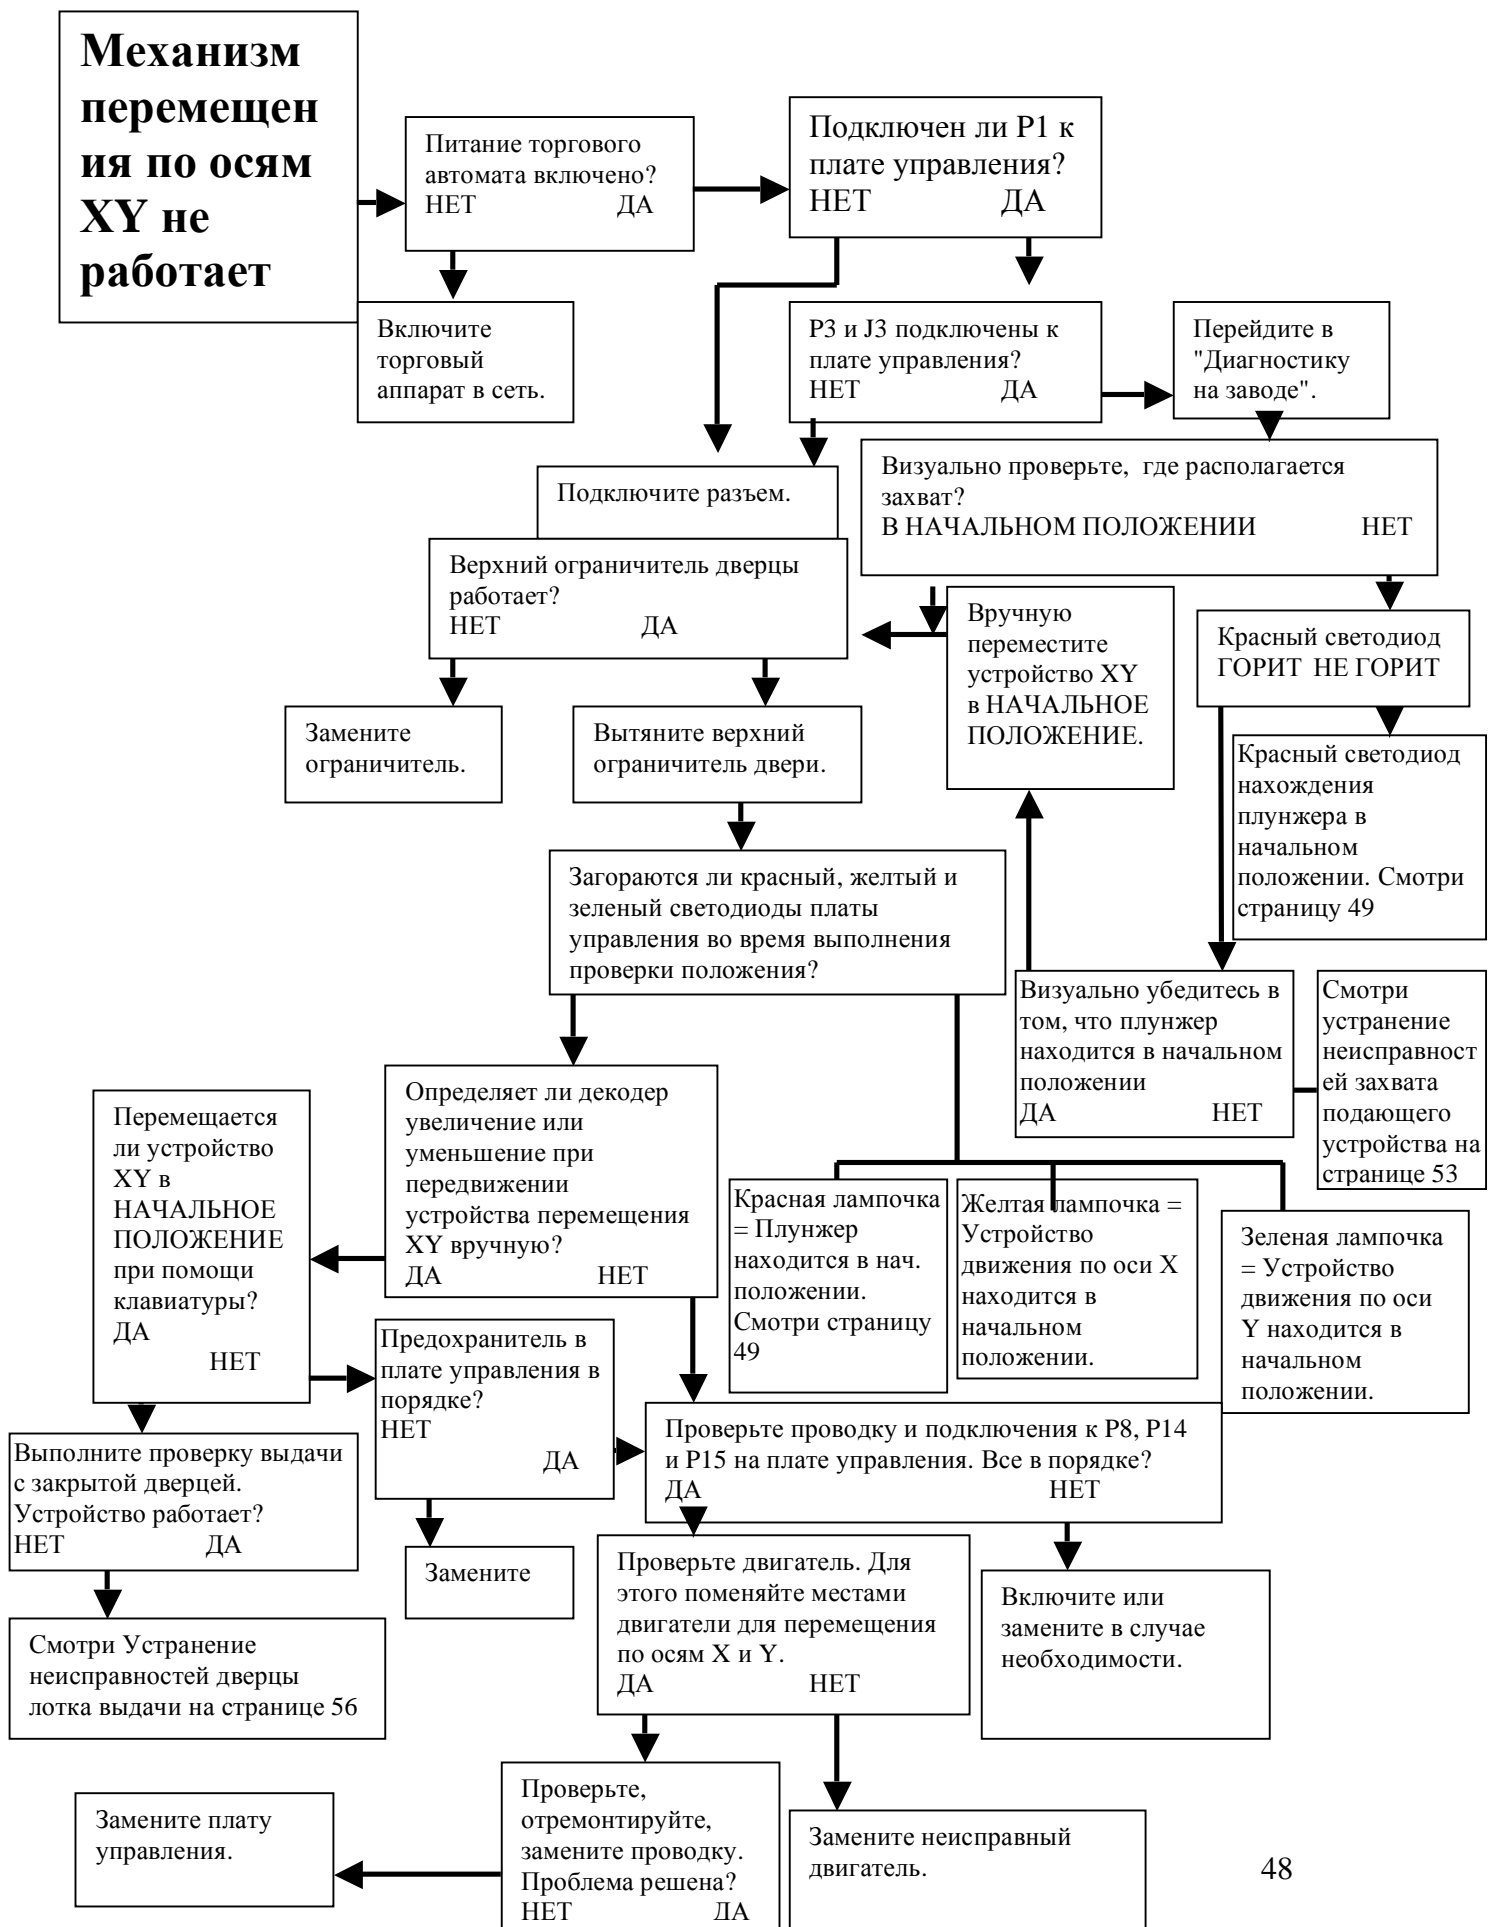 Механизм
перемещен
ия по осям
XY не
работает
Питание торгового
автомата включено?
НЕТ ДА
Подключен ли P1 к
плате управления?
НЕТ ДА
Включите
торговый
аппарат в сеть.
P3 и J3 подключены к
плате управления?
НЕТ ДА
Перейдите в
"Диагностику
на заводе".
Визуально проверьте, где располагается
захват?
В НАЧАЛЬНОМ ПОЛОЖЕНИИ НЕТ
Подключите разъем.
Верхний ограничитель дверцы
работает?
НЕТ ДА
Вручную
переместите
устройство XY
в НАЧАЛЬНОЕ
ПОЛОЖЕНИЕ.
Красный светодиод
ГОРИТ НЕ ГОРИТ
Замените
ограничитель.
Вытяните верхний
ограничитель двери.
Красный светодиод
нахождения
плунжера в
начальном
положении. Смотри
страницу 49
Загораются ли красный, желтый и
зеленый светодиоды платы
управления во время выполнения
проверки положения?
Визуально убедитесь в
том, что плунжер
находится в начальном
положении
ДА НЕТ
Смотри
устранение
неисправност
ей захвата
подающего
устройства на
странице 53
Определяет ли декодер
увеличение или
уменьшение при
передвижении
устройства перемещения
XY вручную?
ДА НЕТ
Перемещается
ли устройство
XY в
НАЧАЛЬНОЕ
ПОЛОЖЕНИЕ
при помощи
клавиатуры?
ДА
НЕТ
Красная лампочка
= Плунжер
находится в нач.
положении.
Смотри страницу
49
Желтая лампочка =
Устройство
движения по оси X
находится в
начальном
положении.
Зеленая лампочка
= Устройство
движения по оси
Y находится в
начальном
положении.
Предохранитель в
плате управления в
порядке?
НЕТ
ДА
Проверьте проводку и подключения к P8, P14
и P15 на плате управления. Все в порядке?
ДА НЕТ
Выполните проверку выдачи
с закрытой дверцей.
Устройство работает?
НЕТ ДА
Замените
Проверьте двигатель. Для
этого поменяйте местами
двигатели для перемещения
по осям X и Y.
ДА НЕТ
Включите или
замените в случае
необходимости.
Смотри Устранение
неисправностей дверцы
лотка выдачи на странице 56
Проверьте,
отремонтируйте,
замените проводку.
Проблема решена?
НЕТ ДА
Замените плату
управления.
Замените неисправный
двигатель.
48